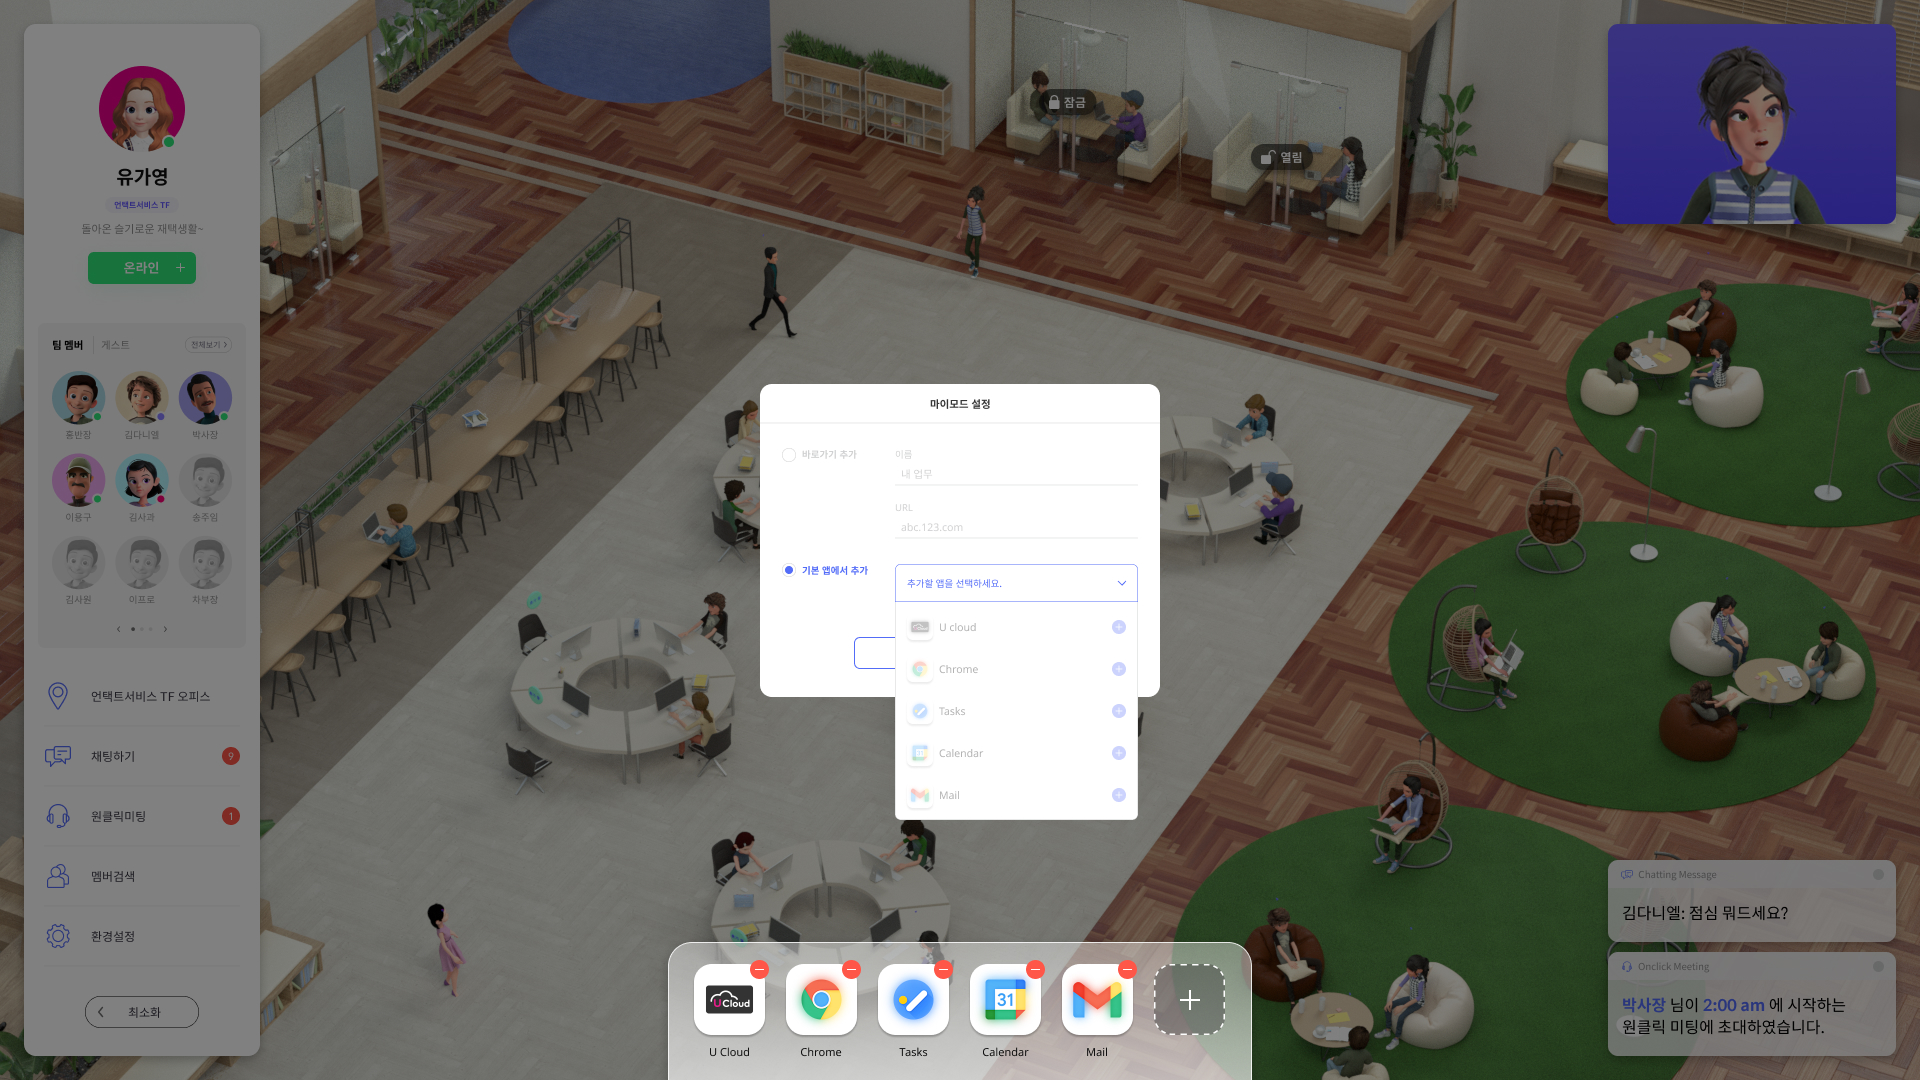 유가영
언택트서비스 TF
돌아온 슬기로운 재택생활~
온라인 +
팀 멤버 게스트 전체보기 >
홍반장 김다니엘 박사장
이용구 김사과 송주임
김사원 이프로 차부장
언택트서비스 TF 오피스
채팅하기 9
원클릭미팅 1
멤버검색
환경설정
최소화
잠금
열림
마이모드 설정
바로가기 추가
이름
내 업무
URL
abc.123.com
기본 앱에서 추가
추가할 앱을 선택하세요.
U cloud
Chrome
Tasks
Calendar
Mail
UCloud
31
U Cloud
Chrome
Tasks
Calendar
Mail
Chatting Message
김다니엘: 점심 뭐드세요?
Onclick Meeting
박사장 님이 2:00 am 에 시작하는
원클릭 미팅에 초대하였습니다.